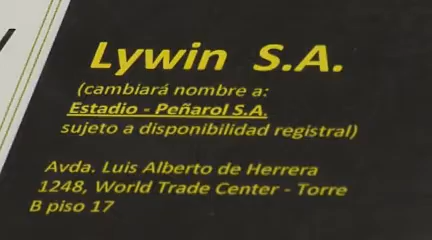 Lywin S.A.
(cambiará nombre a:
Estadio - Peñarol S.A.
sujeto a disponibilidad registral)
Avda. Luis Alberto de Herrera
1248, World Trade Center - Torre
B piso 17